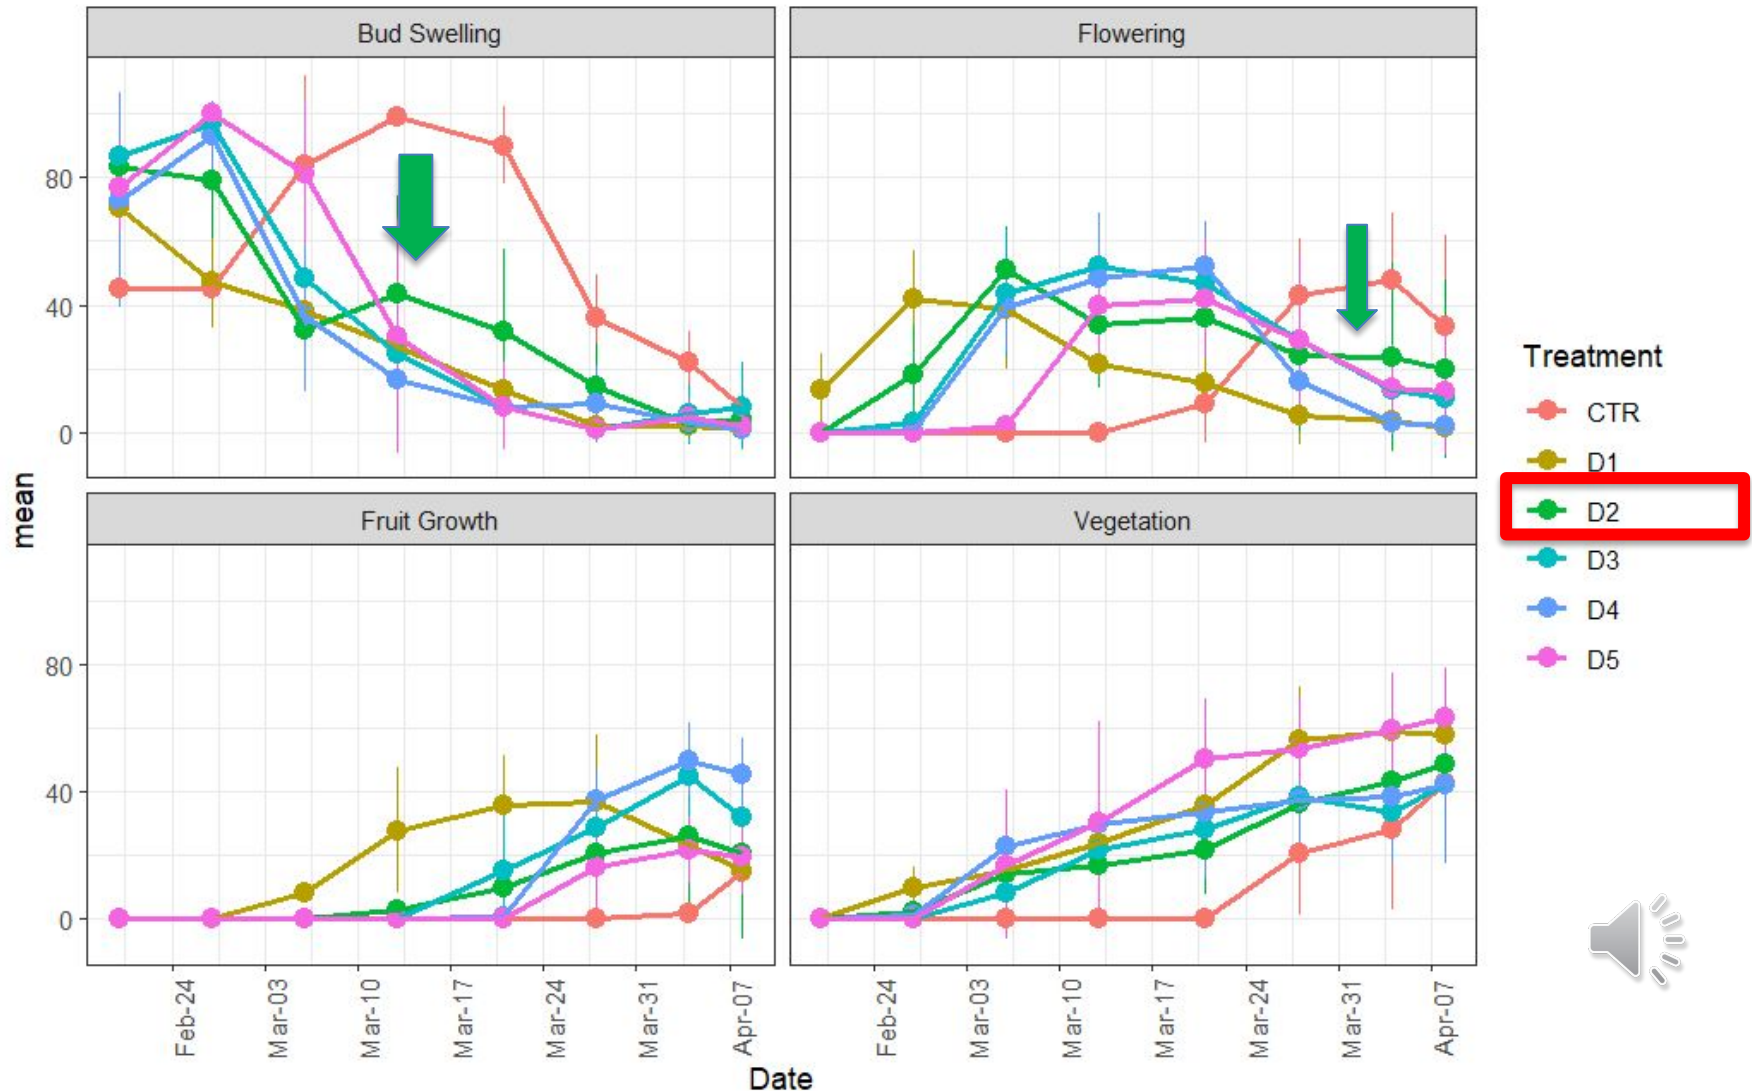 Bud Swelling
Flowering
80
40
0
mean
Fruit Growth
Vegetation
80
40
0
Feb-24
Mar-03
Mar-10
Mar-17
Mar-24
Mar-31
Apr-07
Feb-24
Mar-03
Mar-10
Mar-17
Mar-24
Mar-31
Apr-07
Date
Treatment
CTR
D1
D2
D3
D4
D5